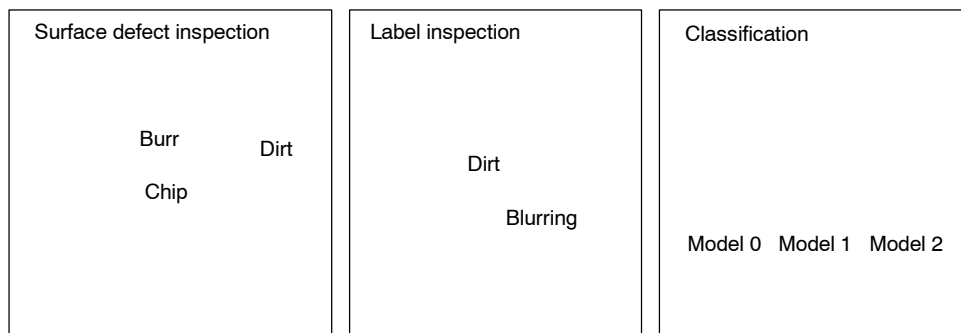 Surface defect inspection
Burr
Dirt
Chip
Label inspection
Dirt
Blurring
Classification
Model 0 Model 1 Model 2